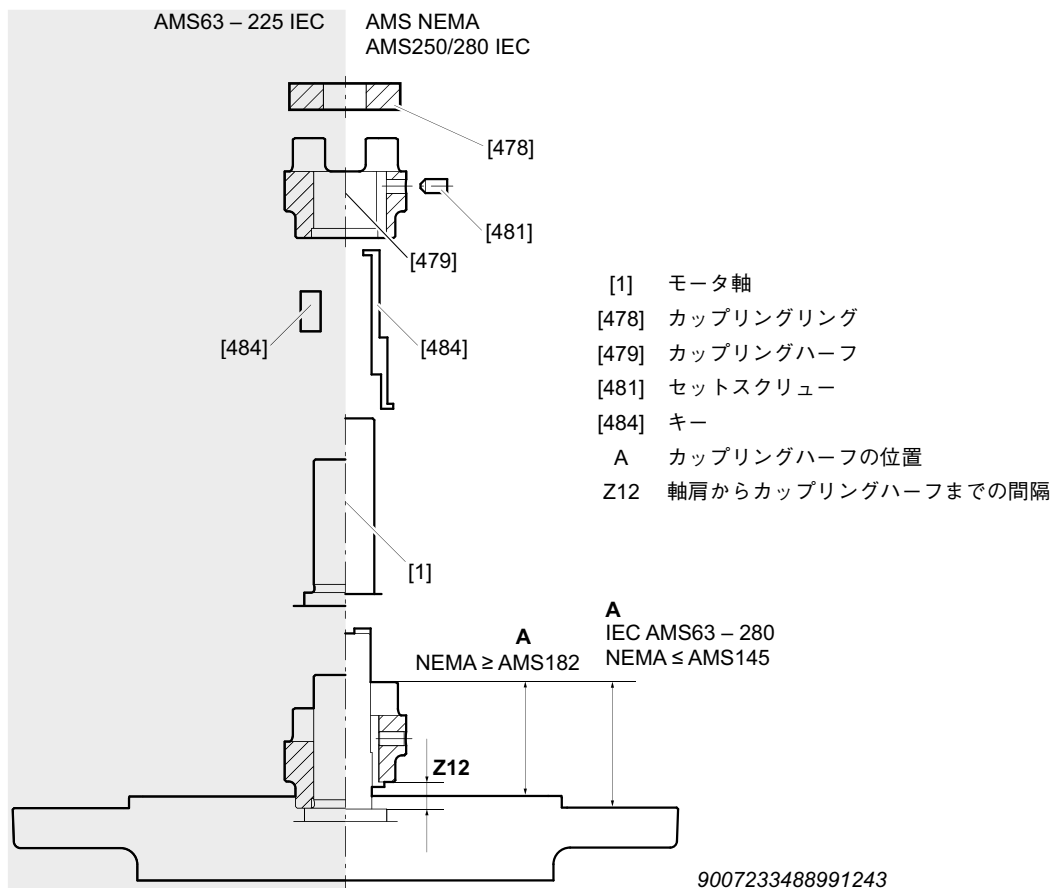 AMS63 – 225 IEC
AMS NEMA
AMS250/280 IEC
[478]
[481]
[479]
[484]
[484]
[1]
[1] モータ軸
[478] カップリングリング
[479] カップリングハーフ
[481] セットスクリュー
[484] キー
A カップリングハーフの位置
Z12 軸肩からカップリングハーフまでの間隔
A
NEMA ≥ AMS182
A
IEC AMS63 – 280
NEMA ≤ AMS145
Z12
9007233488991243